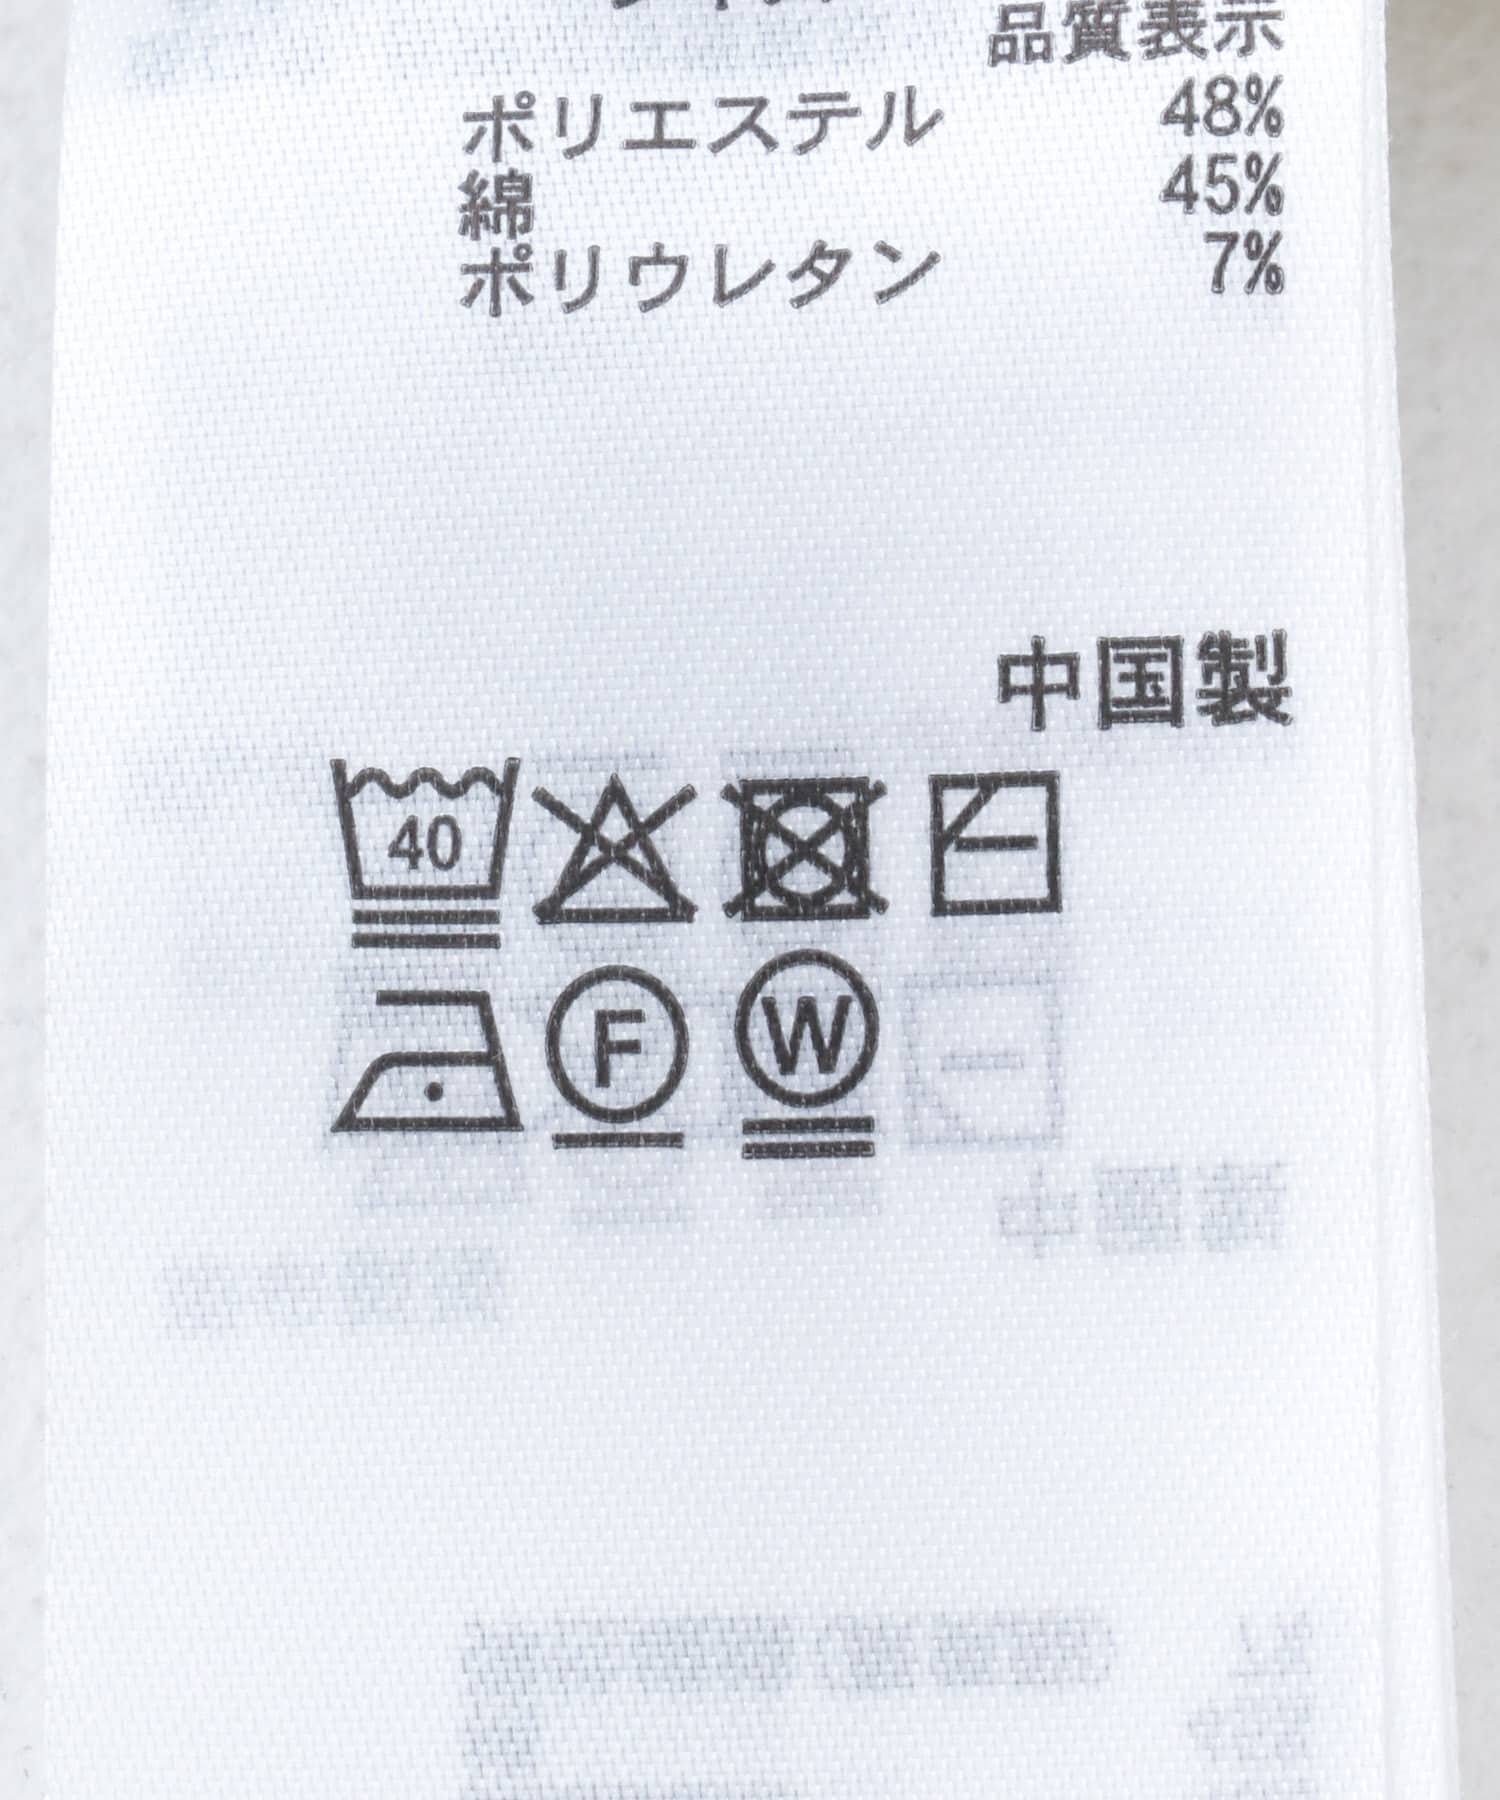 品質表示
ポリエステル 48%
綿 45%
ポリウレタン 7%
中国製
40
F W